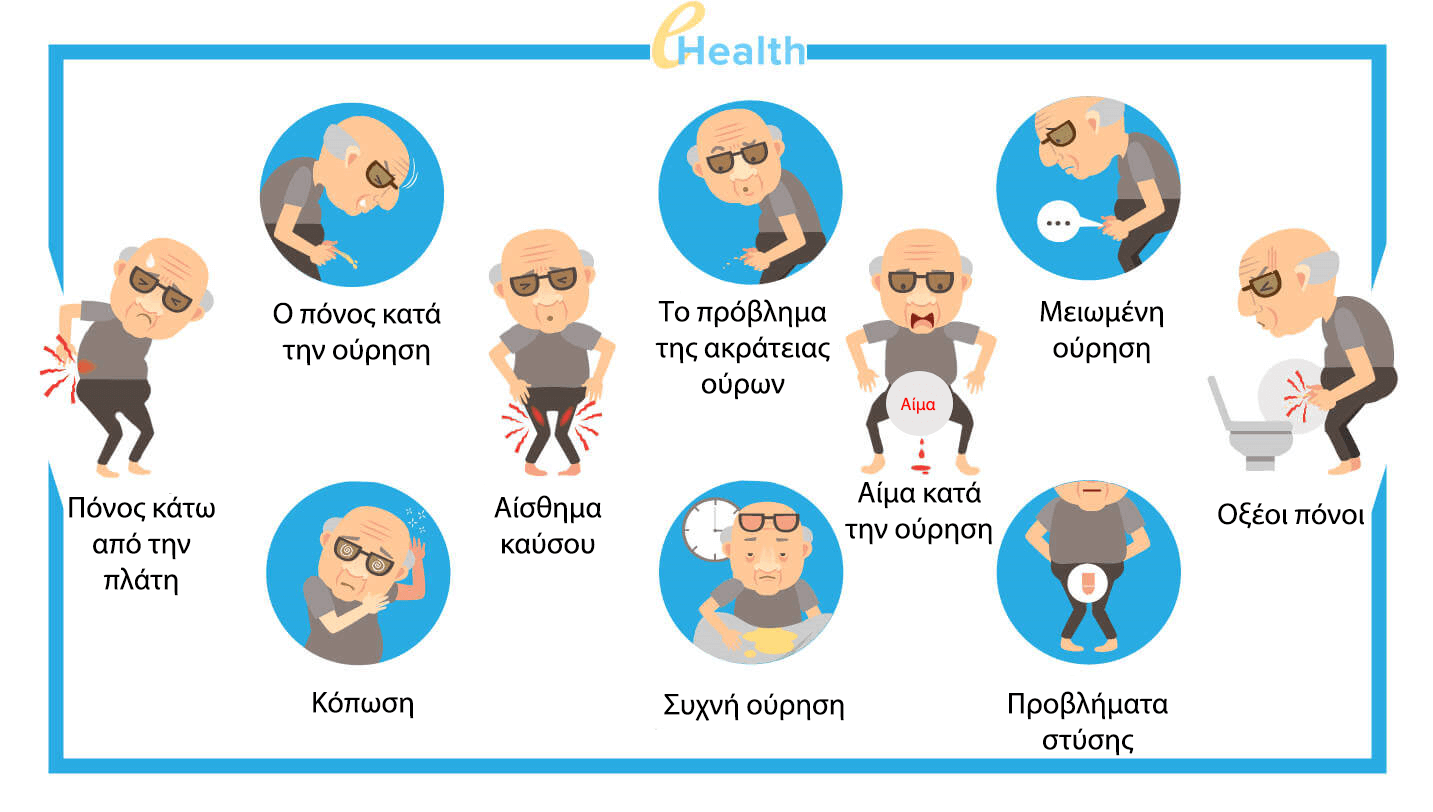 eHealth
Ο πόνος κατά
την ούρηση
Το πρόβλημα
της ακράτειας
ούρων
Μειωμένη
ούρηση
Αίμα
Πόνος κάτω
από την
πλάτη
Αίσθημα
καύσου
Αίμα κατά
την ούρηση
Οξέοι πόνοι
Κόπωση
Συχνή ούρηση
Προβλήματα
στύσης